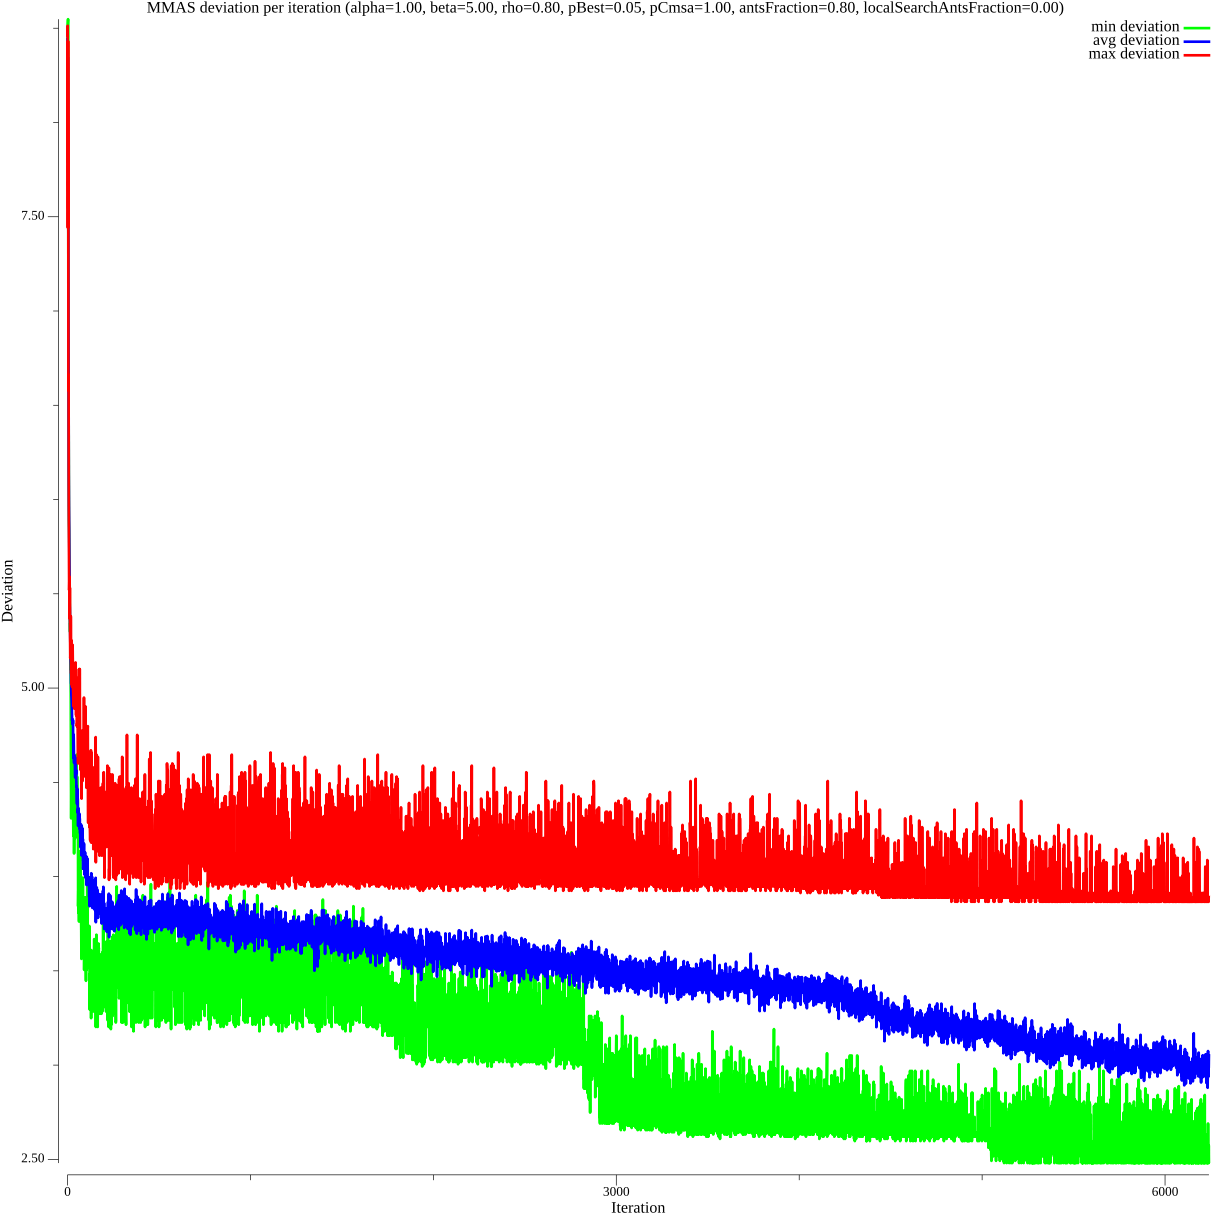 MMAS deviation per iteration (alpha=1.00, beta=5.00, rho=0.80, pBest=0.05, pCmsa=1.00, antsFraction=0.80, localSearchAntsFraction=0.00)
min deviation
avg deviation
max deviation
7.50
5.00
2.50
Deviation
0
3000
6000
Iteration